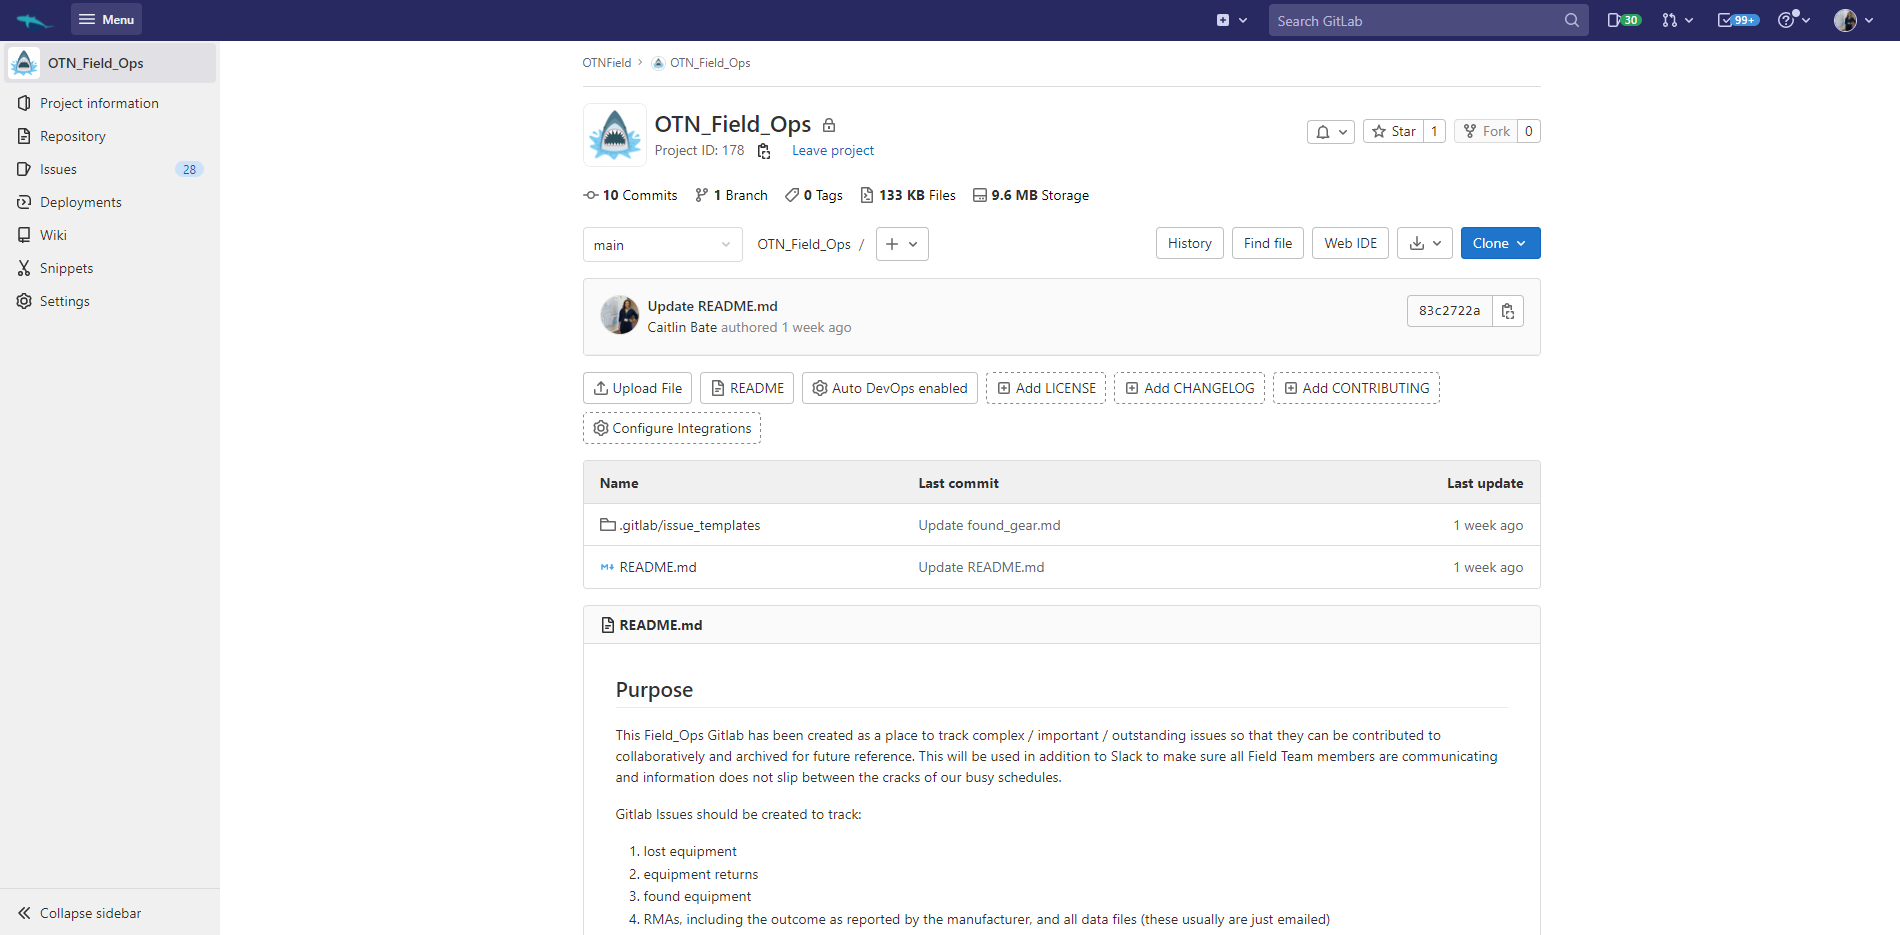 Menu
Search GitLab
30
99+
OTN_Field_Ops
Project information
Repository
Issues 28
Deployments
Wiki
Snippets
Settings
Collapse sidebar
OTNField > OTN_Field_Ops
OTN_Field_Ops
Project ID: 178 Leave project
Star 1
Fork 0
10 Commits 1 Branch 0 Tags 133 KB Files 9.6 MB Storage
main OTN_Field_Ops / + History Find file Web IDE Clone
Update README.md
Caitlin Bate authored 1 week ago
83c2722a
Upload File README Auto DevOps enabled Add LICENSE Add CHANGELOG Add CONTRIBUTING
Configure Integrations
Name Last commit Last update
.gitlab/issue_templates Update found_gear.md 1 week ago
README.md Update README.md 1 week ago
README.md
Purpose
This Field_Ops Gitlab has been created as a place to track complex / important / outstanding issues so that they can be contributed to
collaboratively and archived for future reference. This will be used in addition to Slack to make sure all Field Team members are communicating
and information does not slip between the cracks of our busy schedules.
Gitlab Issues should be created to track:
1. lost equipment
2. equipment returns
3. found equipment
4. RMAs, including the outcome as reported by the manufacturer, and all data files (these usually are just emailed)